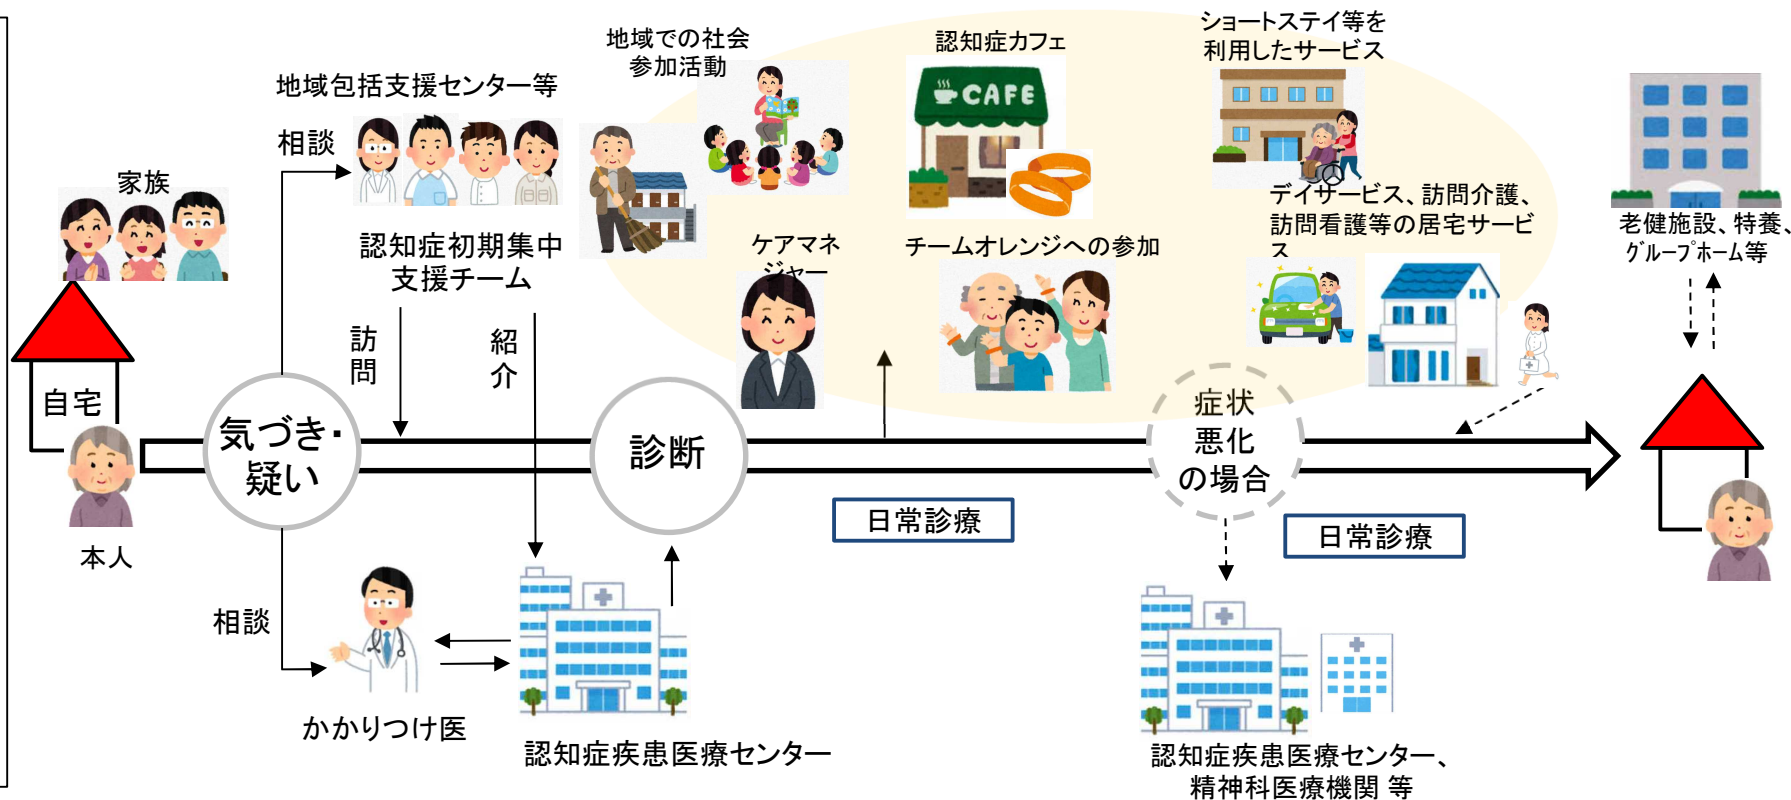 地域での社会
参加活動
認知症カフェ
CAFE
ショートステイ等を
利用したサービス
地域包括支援センター等
相談
家族
認知症初期集中
支援チーム
ケアマネ
ジャー
チームオレンジへの参加
デイサービス、訪問介護、
訪問看護等の居宅サービ
ス
老健施設、特養、
グループホーム等
訪問
紹介
自宅
気づき・
疑い
診断
症状
悪化
の場合
日常診療
日常診療
本人
相談
かかりつけ医
認知症疾患医療センター
認知症疾患医療センター、
精神科医療機関 等